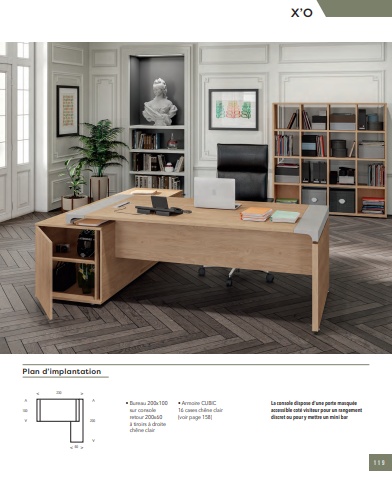 X'O
Plan d'implantation
• Bureau 200x100
sur console
retour 200x60
à tiroirs à droite
chêne clair
• Armoire CUBIC
16 cases chêne clair
(voir page 158)
La console dispose d'une porte masquée
accessible coté visiteur pour un rangement
discret ou pour y mettre un mini bar
119